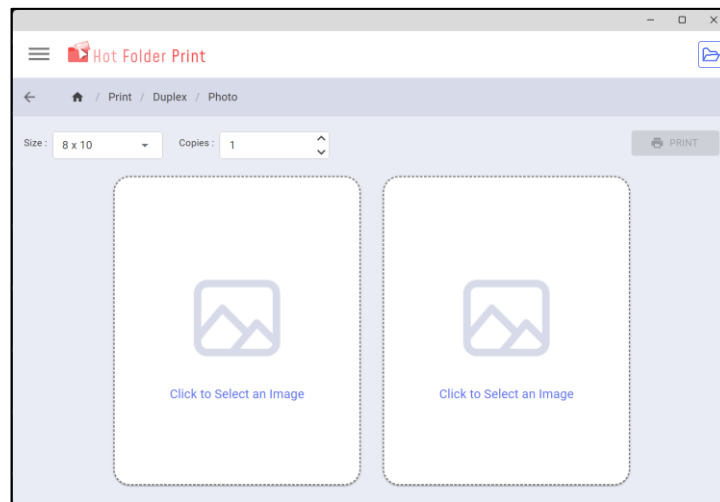 Hot Folder Print
/ Print / Duplex / Photo
Size : 8 x 10 Copies : 1 PRINT
Click to Select an Image
Click to Select an Image